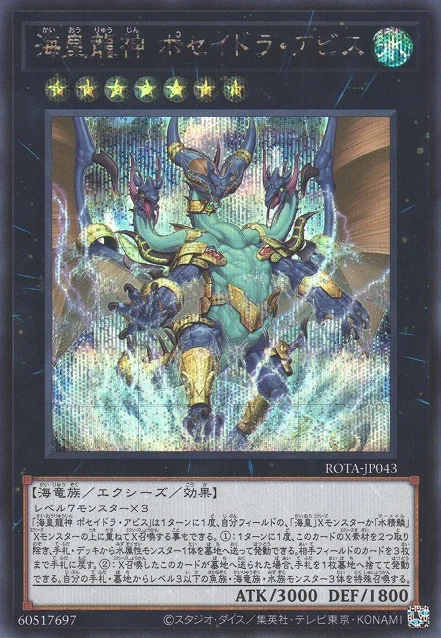 海皇龍神 ポセイドラ・アビス
水
ROTA-JP043
【海竜族／エクシーズ／効果】
レベル7モンスター×3
「海皇龍神 ポセイドラ・アビス」は1ターンに1度、自分フィールドの、「海皇」Xモンスターか「水精鱗」
Xモンスターの上に重ねてX召喚する事もできる。①：1ターンに1度、このカードのX素材を2つ取り
除き、手札・デッキから水属性モンスター1体を墓地へ送って発動できる。相手フィールドのカードを3枚
まで手札に戻す。②：X召喚したこのカードが墓地へ送られた場合、手札を1枚墓地へ捨てて発動
できる。自分の手札・墓地からレベル3以下の魚族・海竜族・水族モンスター3体を特殊召喚する。
ATK/3000 DEF/1800
60517697
©スタジオ・ダイス／集英社・テレビ東京・KONAMI